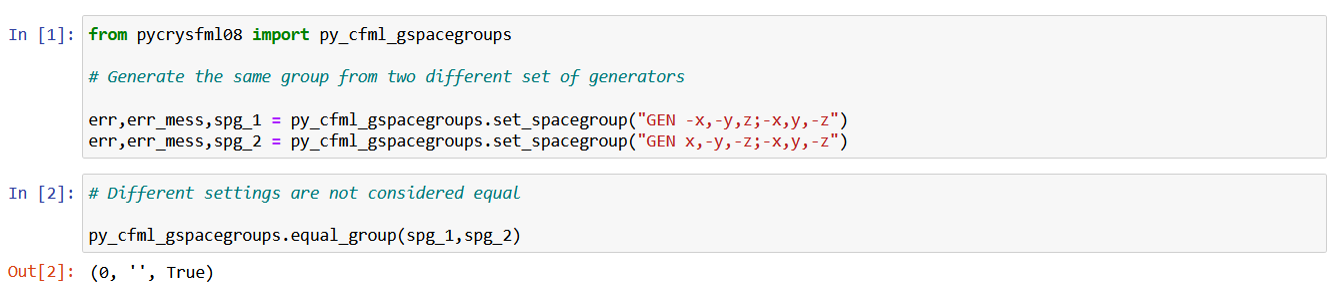 In [1]: from pycrysfml08 import py_cfml_gspacegroups
# Generate the same group from two different set of generators
err,err_mess,spg_1 = py_cfml_gspacegroups.set_spacegroup("GEN -x,-y,z;-x,y,-z")
err,err_mess,spg_2 = py_cfml_gspacegroups.set_spacegroup("GEN x,-y,-z;-x,y,-z")
In [2]: # Different settings are not considered equal
py_cfml_gspacegroups.equal_group(spg_1,spg_2)
Out[2]: (0, '', True)